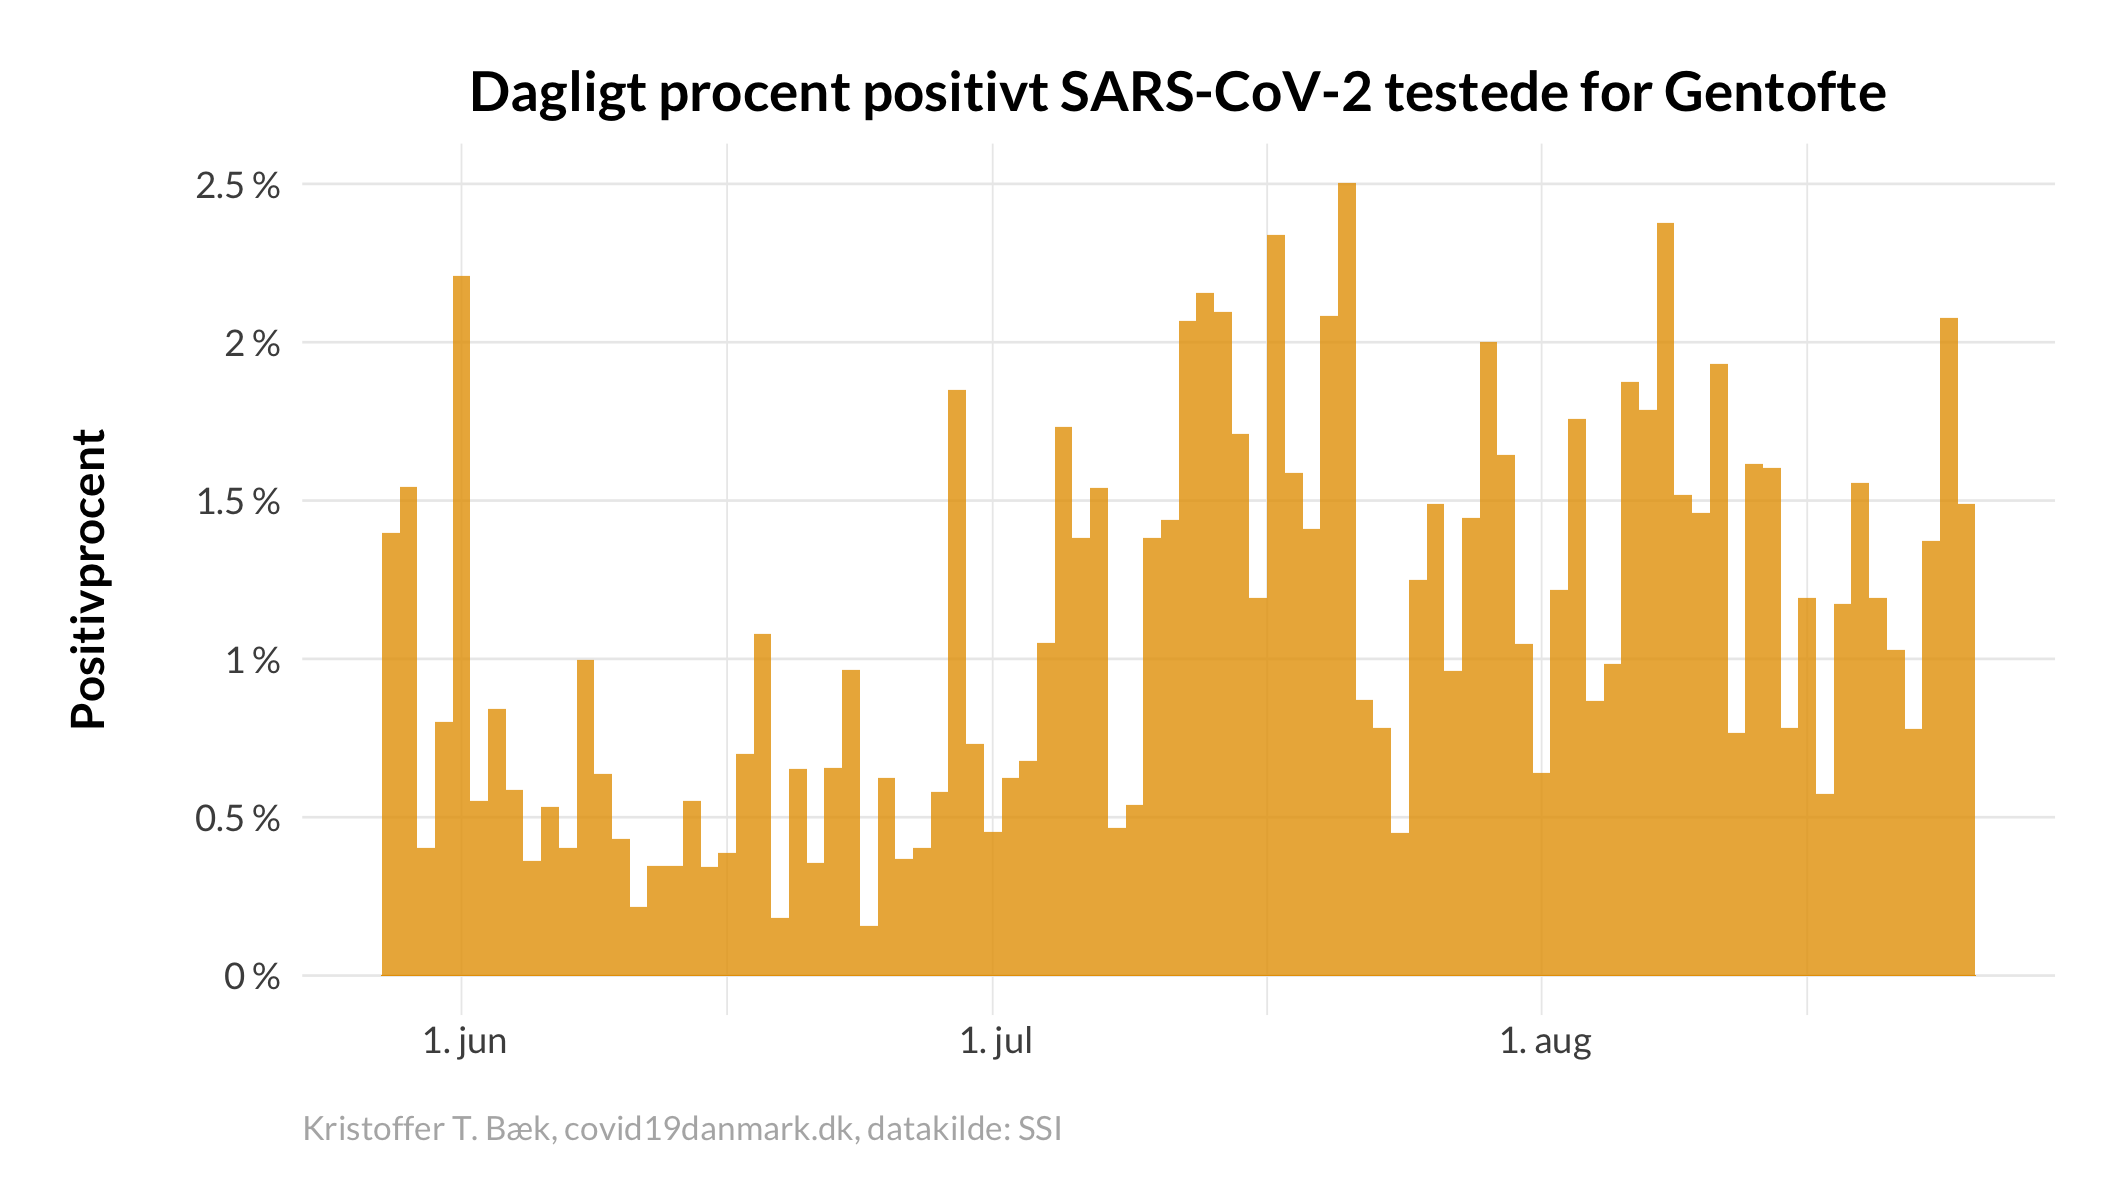 Dagligt procent positivt SARS-CoV-2 testede for Gentofte
Positivprocent
2.5 %
2 %
1.5 %
1 %
0.5 %
0 %
1. jun
1. jul
1. aug
Kristoffer T. Bæk, covid19danmark.dk, datakilde: SSI